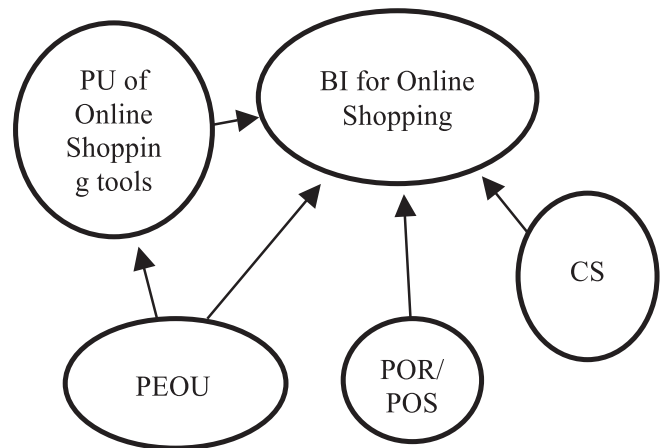 PU of
Online
Shoppin
g tools
BI for Online
Shopping
CS
PEOU
POR/
POS